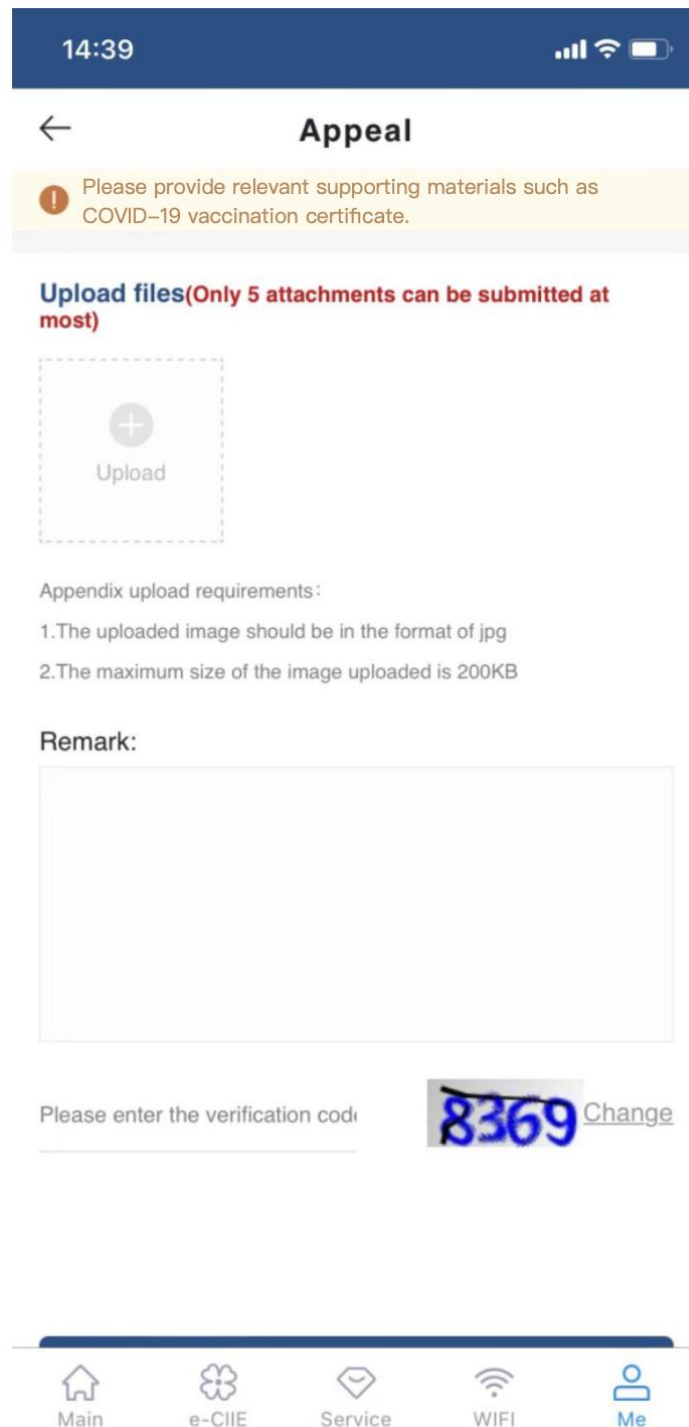 14:39
Appeal
Please provide relevant supporting materials such as
COVID-19 vaccination certificate.
Upload files(Only 5 attachments can be submitted at
most)
Upload
Appendix upload requirements:
1.The uploaded image should be in the format of jpg
2.The maximum size of the image uploaded is 200KB
Remark:
Please enter the verification code
8369
Change
Main e-CIIE Service WIFI Me